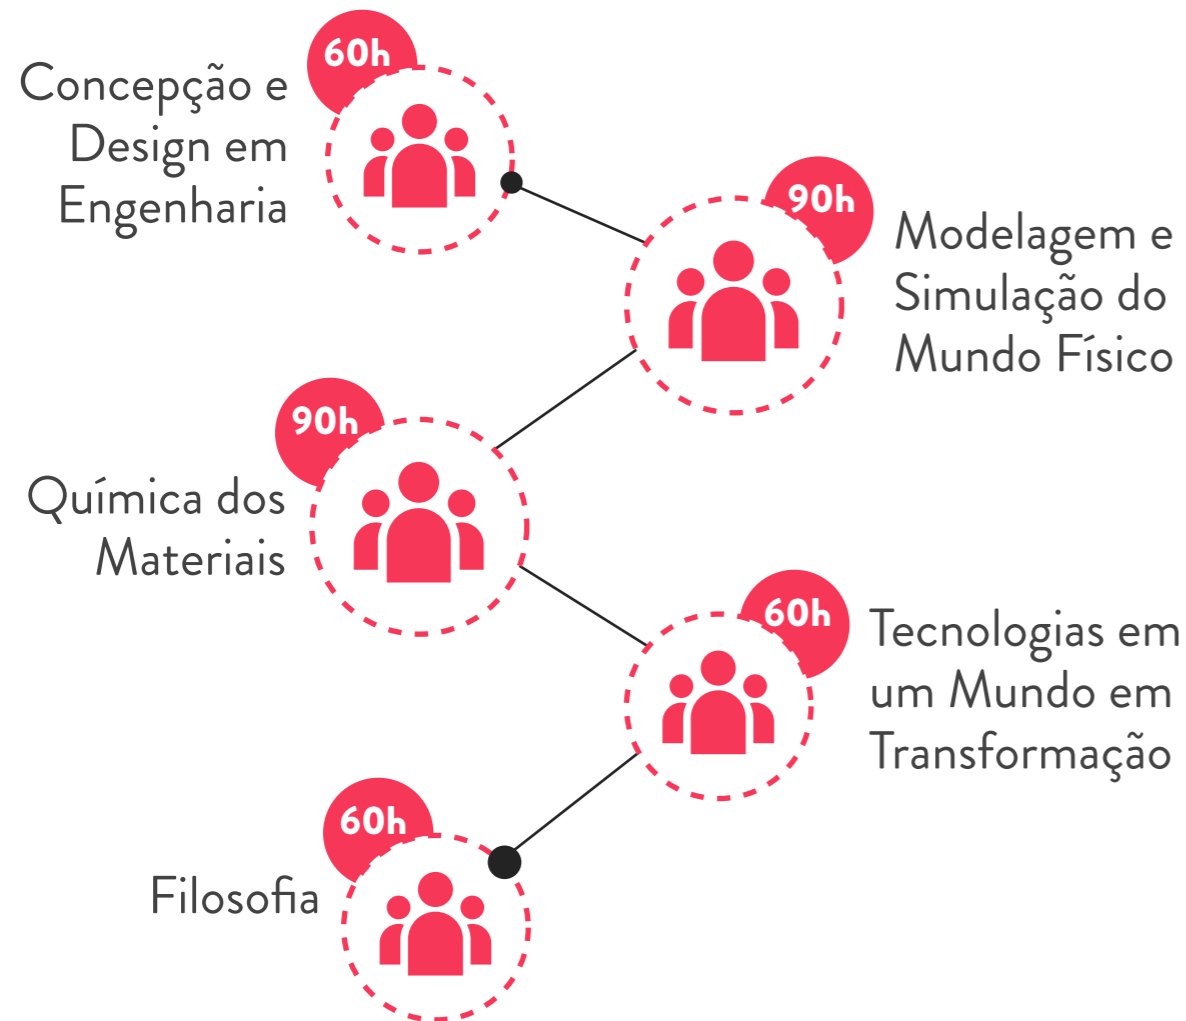 60h
Concepção e
Design em
Engenharia
90h
Modelagem e
Simulação do
Mundo Físico
90h
Química dos
Materiais
60h
Tecnologias em
um Mundo em
Transformação
60h
Filosofia